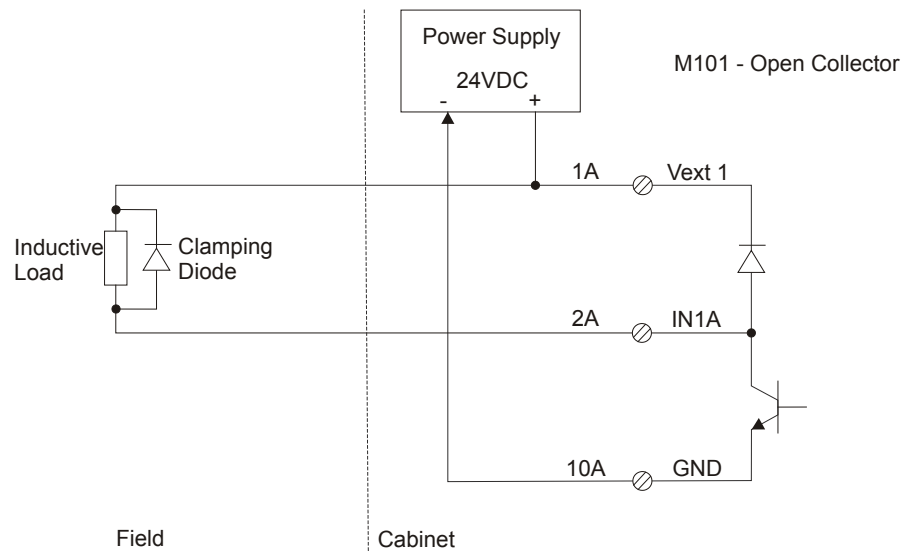 Power Supply
24VDC
- +
M101 - Open Collector
1A Vext 1
Inductive
Load
Clamping
Diode
2A IN1A
10A GND
Field
Cabinet